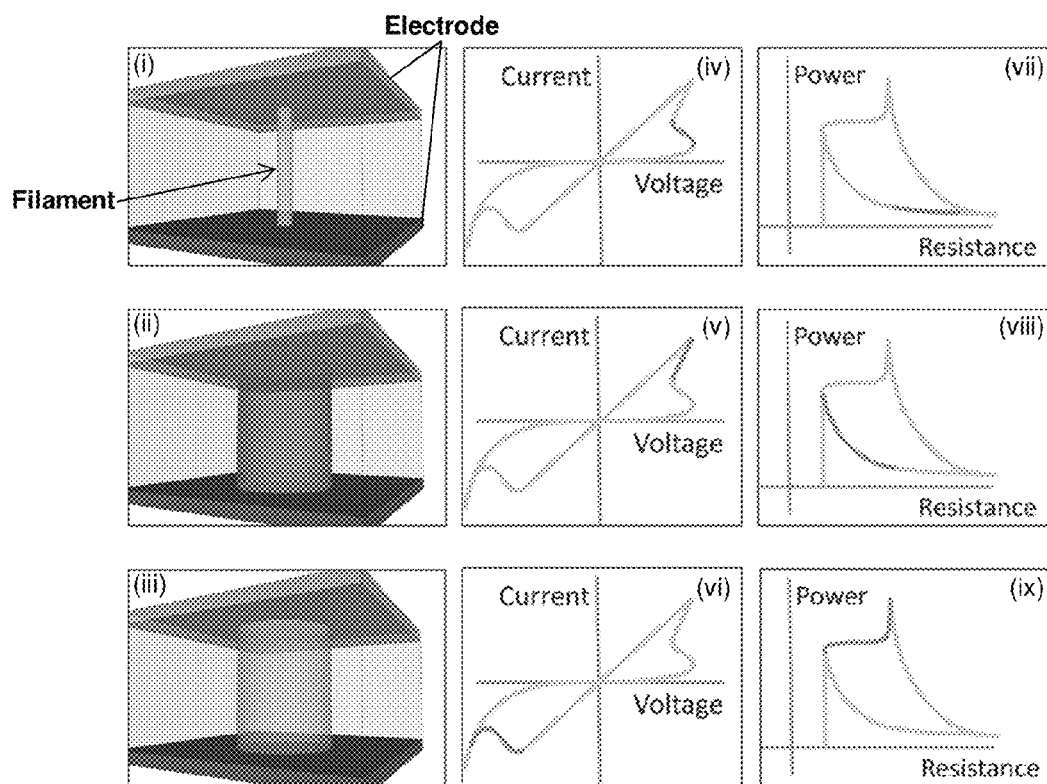 Electrode
(i)
Filament
Current
(iv)
Voltage
Power
(vii)
Resistance
(ii)
Current
(v)
Voltage
Power
(viii)
Resistance
(iii)
Current
(vi)
Voltage
Power
(ix)
Resistance